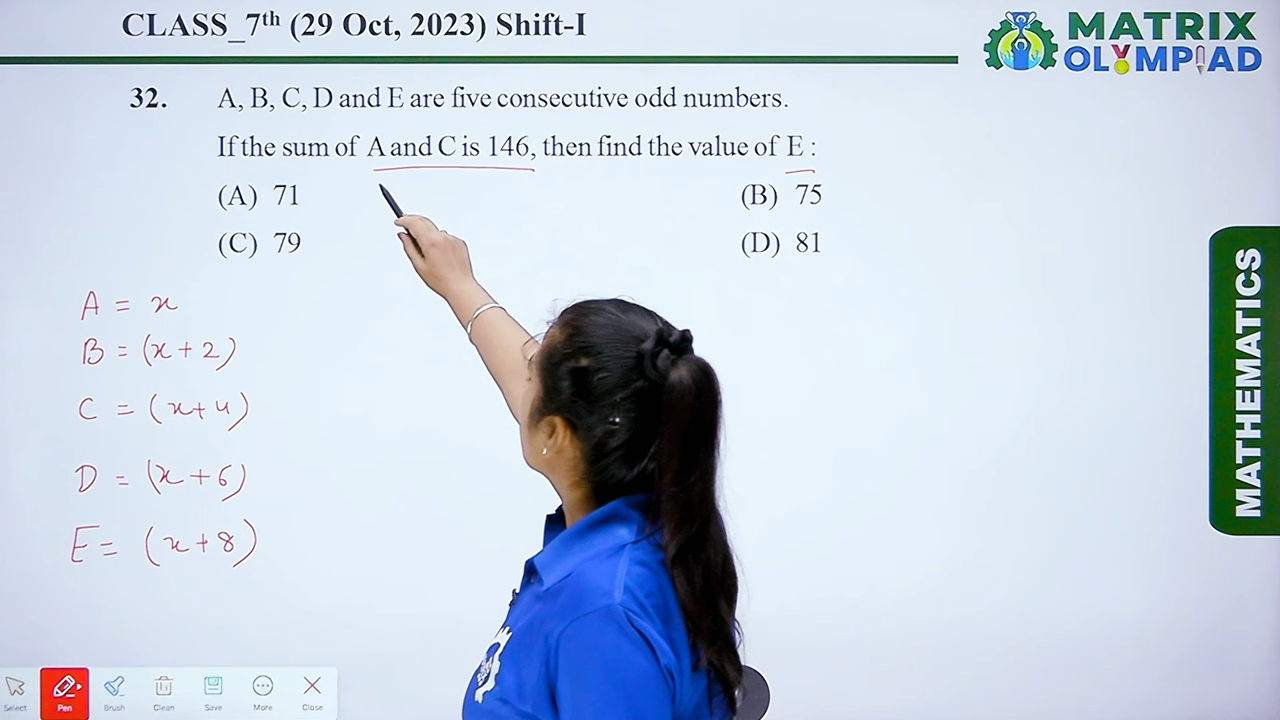 CLASS_7th (29 Oct, 2023) Shift-I
MATRIX
OLYMPIAD
32. A, B, C, D and E are five consecutive odd numbers.
If the sum of A and C is 146, then find the value of E :
(A) 71 (B) 75
(C) 79 (D) 81
A = x
B = (x + 2)
C = (x + 4)
D = (x + 6)
E = (x + 8)
MATHEMATICS
Select Pen Brush Clean Save More Close